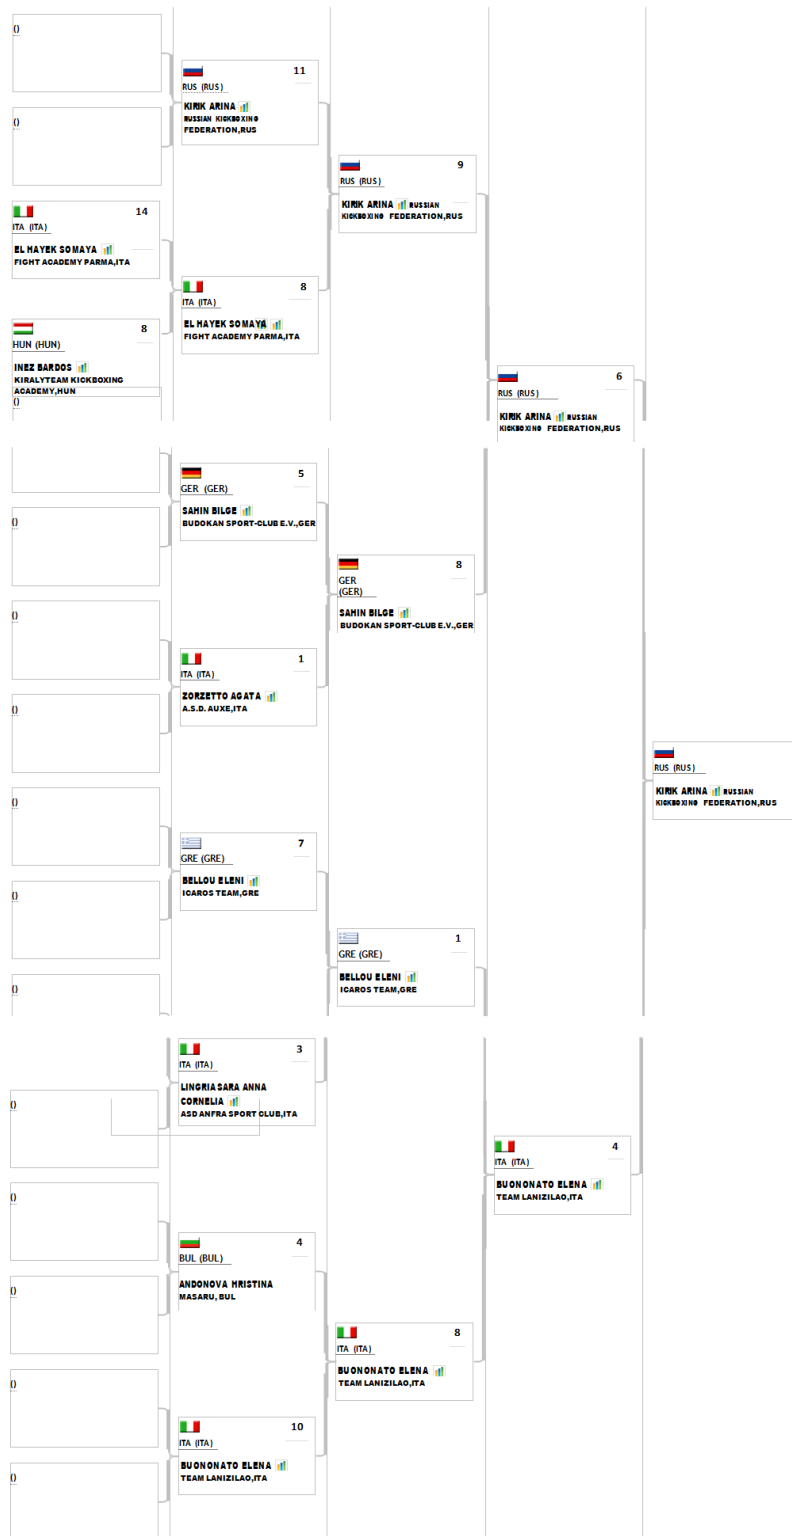 ()
11
RUS (RUS)
KIRIK ARINA
RUSSIAN KICKBOXING
FEDERATION,RUS
()
9
RUS (RUS)
KIRIK ARINA RUSSIAN
KICKBOXING FEDERATION,RUS
14
ITA (ITA)
EL HAYEK SOMAYA
FIGHT ACADEMY PARMA,ITA
8
ITA (ITA)
EL HAYEK SOMAYA
FIGHT ACADEMY PARMA,ITA
8
HUN (HUN)
INEZ BARDOS
KIRALYTEAM KICKBOXING
ACADEMY,HUN
()
6
RUS (RUS)
KIRIK ARINA RUSSIAN
KICKBOXING FEDERATION,RUS
5
GER (GER)
SAHIN BILGE
BUDOKAN SPORT-CLUB E.V.,GER
()
8
GER
(GER)
SAHIN BILGE
BUDOKAN SPORT-CLUB E.V.,GER
()
1
ITA (ITA)
ZORZETTO AGATA
A.S.D. AUXE,ITA
()
RUS (RUS)
KIRIK ARINA RUSSIAN
KICKBOXING FEDERATION,RUS
()
7
GRE (GRE)
BELLOU ELENI
ICAROS TEAM,GRE
()
1
GRE (GRE)
BELLOU ELENI
ICAROS TEAM,GRE
()
3
ITA (ITA)
LINGRIA SARA ANNA
CORNELIA
ASD ANFRA SPORT CLUB,ITA
()
4
ITA (ITA)
BUONONATO ELENA
TEAM LANIZILAO,ITA
()
4
BUL (BUL)
ANDONOVA HRISTINA
MASARU, BUL
()
8
ITA (ITA)
BUONONATO ELENA
TEAM LANIZILAO,ITA
()
10
ITA (ITA)
BUONONATO ELENA
TEAM LANIZILAO,ITA
()